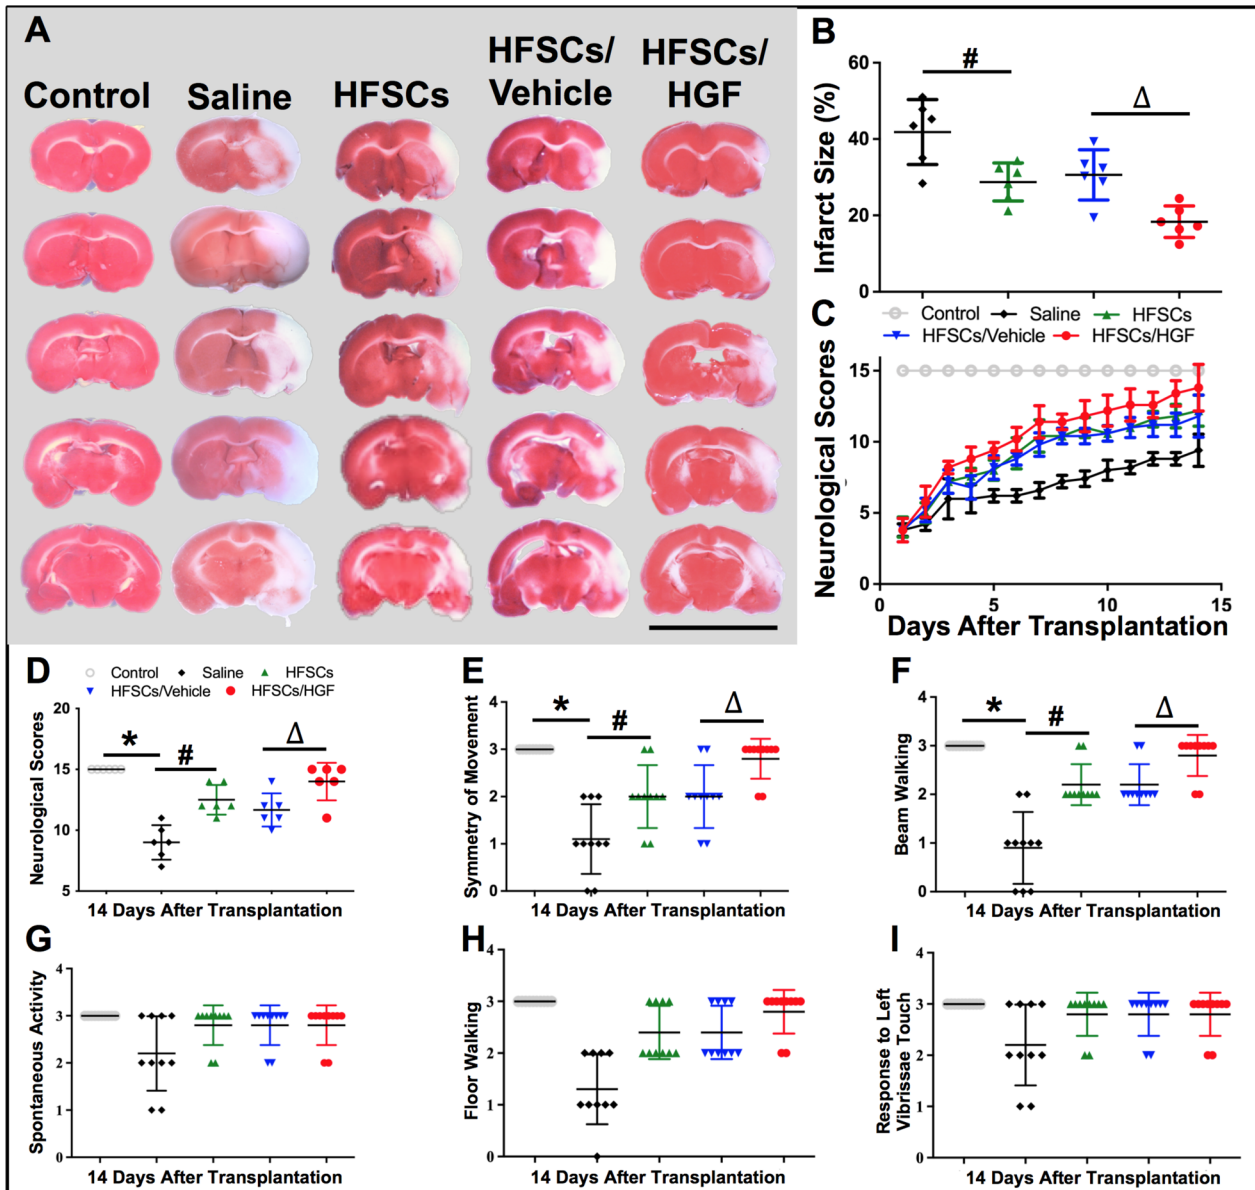 A
Control
Saline
HFSCs
HFSCs/
Vehicle
HFSCs/
HGF
B
Infarct Size (%)
60
40
20
0
#
Δ
C
Control
Saline
HFSCs
HFSCs/Vehicle
HFSCs/HGF
Neurological Scores
15
10
5
0
0
5
10
15
Days After Transplantation
D
Control
Saline
HFSCs
HFSCs/Vehicle
HFSCs/HGF
Neurological Scores
20
15
10
5
*
#
Δ
14 Days After Transplantation
E
Symmetry of Movement
4
3
2
1
0
*
#
Δ
14 Days After Transplantation
F
Beam Walking
4
3
2
1
0
*
#
Δ
14 Days After Transplantation
G
Spontaneous Activity
4
3
2
1
0
14 Days After Transplantation
H
Floor Walking
4
3
2
1
0
14 Days After Transplantation
I
Response to Left
Vibrissae Touch
4
3
2
1
0
14 Days After Transplantation